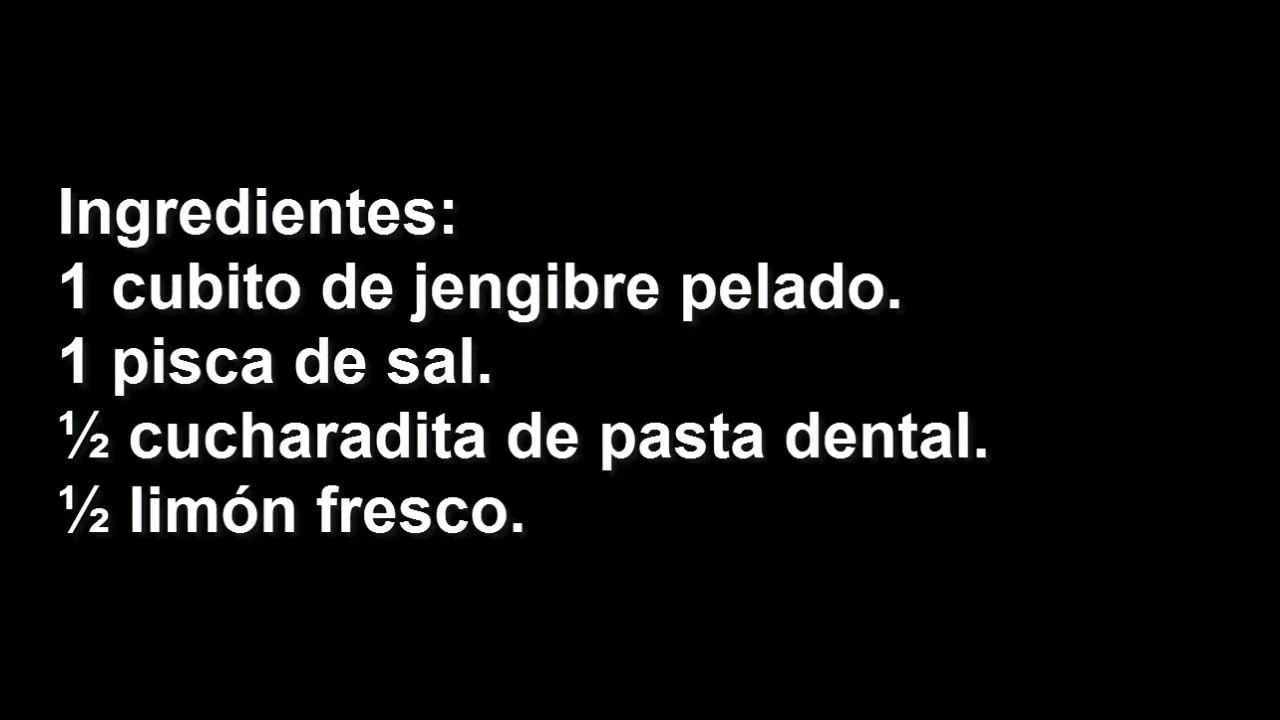 Ingredientes:
1 cubito de jengibre pelado.
1 pisca de sal.
½ cucharadita de pasta dental.
½ limón fresco.